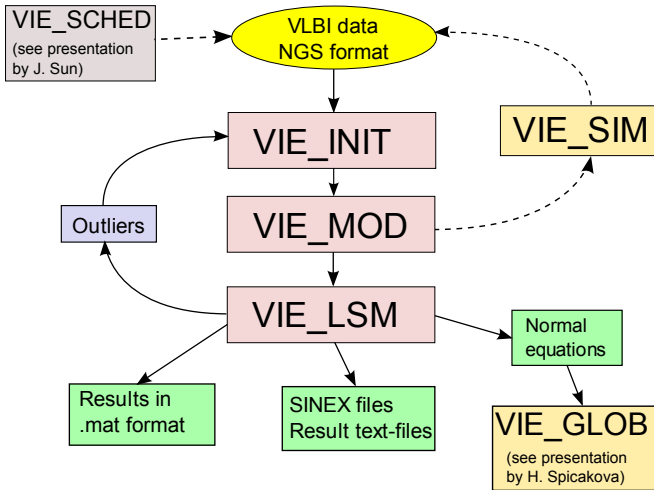 VIE_SCHED
(see presentation
by J. Sun)
VLBI data
NGS format
VIE_INIT
VIE_SIM
Outliers
VIE_MOD
VIE_LSM
Normal
equations
Results in
.mat format
SINEX files
Result text-files
VIE_GLOB
(see presentation
by H. Spicakova)